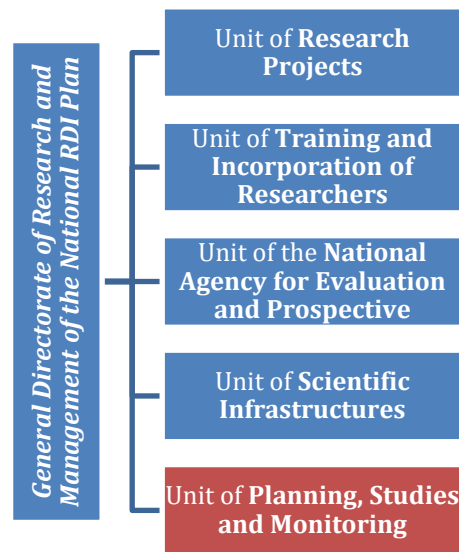 General Directorate of Research and
Management of the National RDI Plan
Unit of Research
Projects
Unit of Training and
Incorporation of
Researchers
Unit of the National
Agency for Evaluation
and Prospective
Unit of Scientific
Infrastructures
Unit of Planning, Studies
and Monitoring